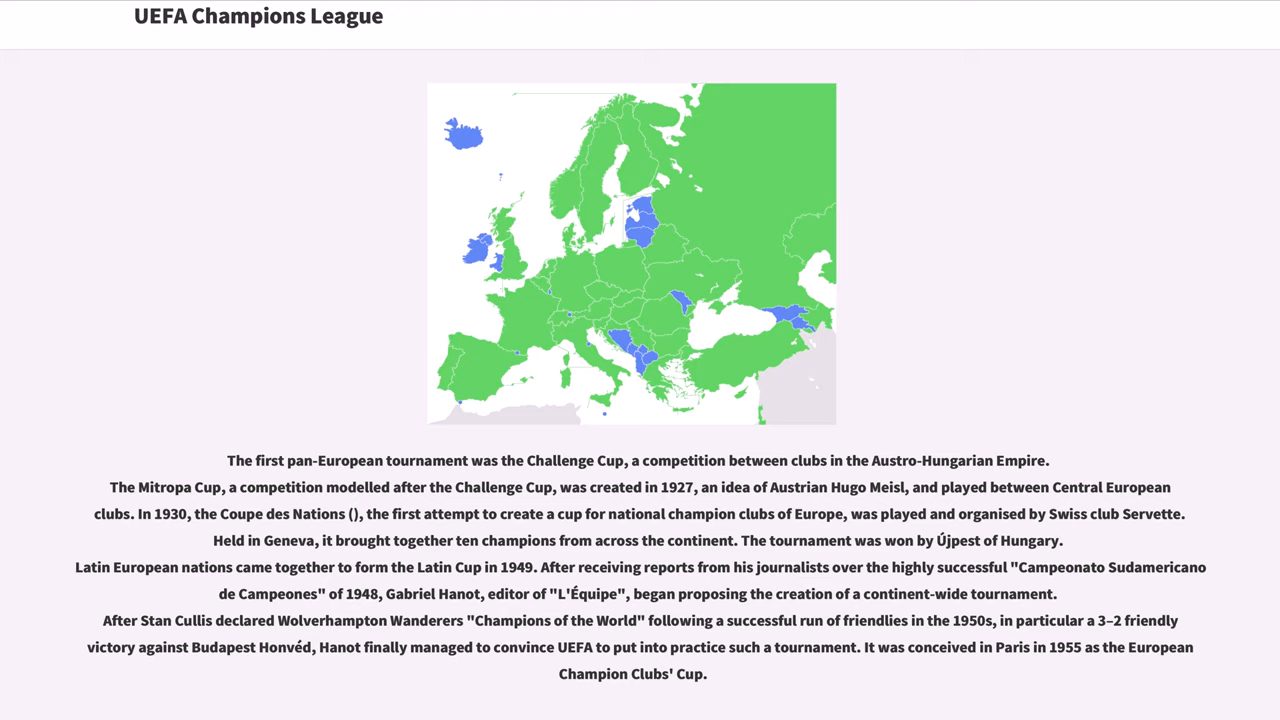 UEFA Champions League
The first pan-European tournament was the Challenge Cup, a competition between clubs in the Austro-Hungarian Empire.
The Mitropa Cup, a competition modelled after the Challenge Cup, was created in 1927, an idea of Austrian Hugo Meisl, and played between Central European
clubs. In 1930, the Coupe des Nations (), the first attempt to create a cup for national champion clubs of Europe, was played and organised by Swiss club Servette.
Held in Geneva, it brought together ten champions from across the continent. The tournament was won by Újpest of Hungary.
Latin European nations came together to form the Latin Cup in 1949. After receiving reports from his journalists over the highly successful "Campeonato Sudamericano
de Campeones" of 1948, Gabriel Hanot, editor of "L'Équipe", began proposing the creation of a continent-wide tournament.
After Stan Cullis declared Wolverhampton Wanderers "Champions of the World" following a successful run of friendlies in the 1950s, in particular a 3–2 friendly
victory against Budapest Honvéd, Hanot finally managed to convince UEFA to put into practice such a tournament. It was conceived in Paris in 1955 as the European
Champion Clubs' Cup.